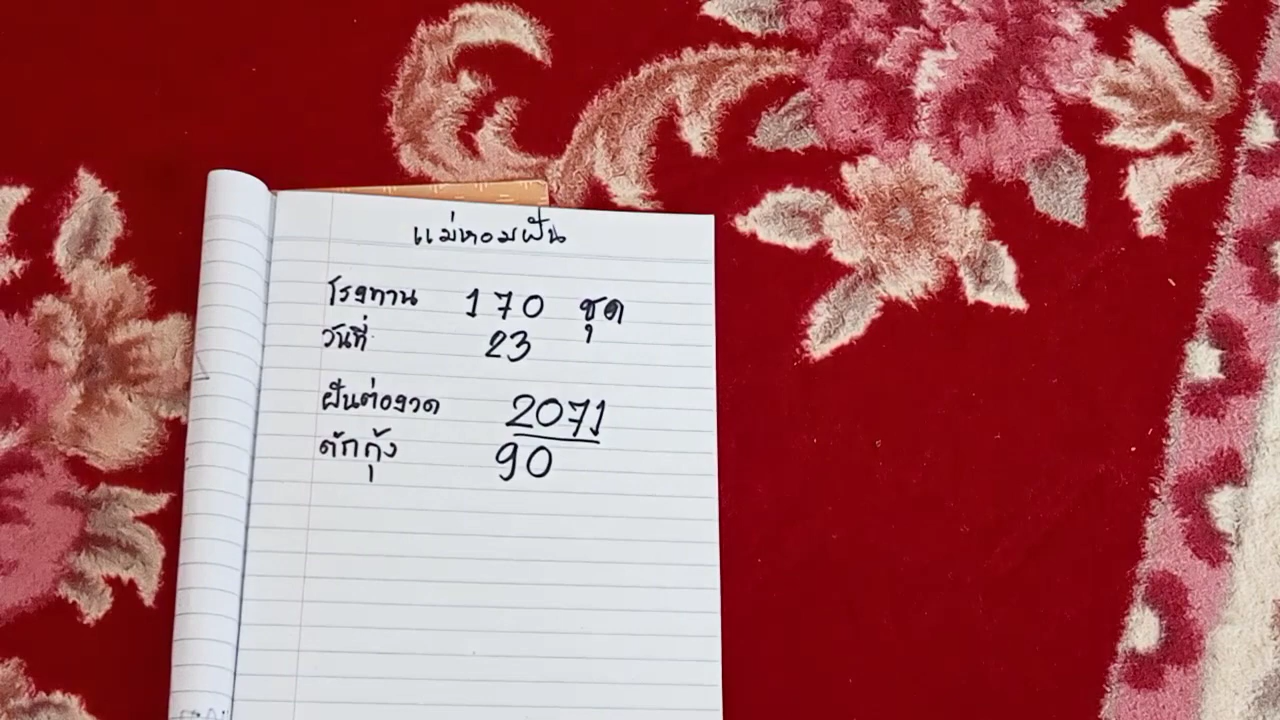 แม่หอมฝัน
โรงทาน 170 ชุด
วันที่ 23
ฝันต่องวด 2071
ตักกุ้ง 90